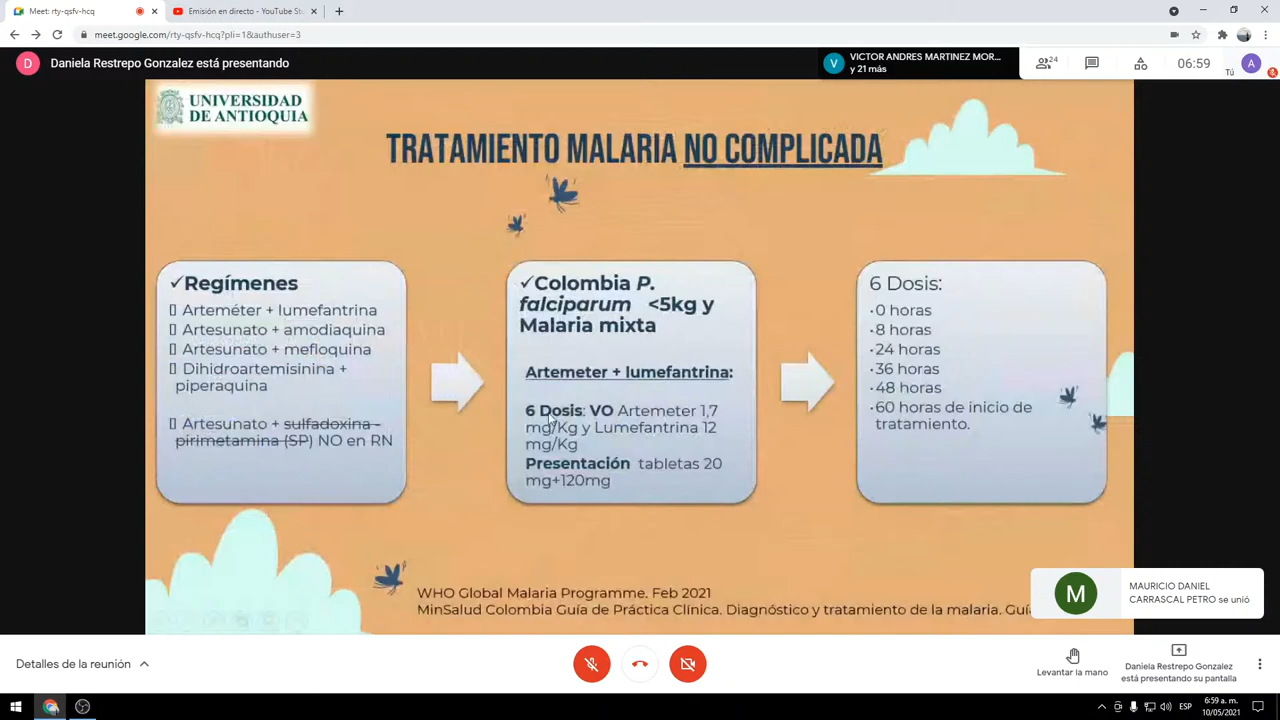 Meet: rty-qsfv-hcq
Emisión en directo - YouTube St
meet.google.com/rty-qsfv-hcq?pli=1&authuser=3
D Daniela Restrepo Gonzalez está presentando
V VICTOR ANDRES MARTINEZ MOR...
y 21 más
24
06:59
Tú
A
UNIVERSIDAD
DE ANTIOQUIA
TRATAMIENTO MALARIA NO COMPLICADA
✓Regímenes
Arteméter + lumefantrina
Artesunato + amodiaquina
Artesunato + mefloquina
Dihidroartemisinina +
piperaquina
Artesunato + sulfadoxina -
pirimetamina (SP) NO en RN
✓Colombia P.
falciparum <5kg y
Malaria mixta
Artemeter + lumefantrina:
6 Dosis: VO Artemeter 1,7
mg/Kg y Lumefantrina 12
mg/Kg
Presentación tabletas 20
mg+120mg
6 Dosis:
•0 horas
•8 horas
•24 horas
•36 horas
•48 horas
•60 horas de inicio de
tratamiento.
WHO Global Malaria Programme. Feb 2021
MinSalud Colombia Guía de Práctica Clínica. Diagnóstico y tratamiento de la malaria. Guí
M
MAURICIO DANIEL
CARRASCAL PETRO se unió
Detalles de la reunión
Levantar la mano
Daniela Restrepo Gonzalez
está presentando su pantalla
ESP
6:59 a. m.
10/05/2021